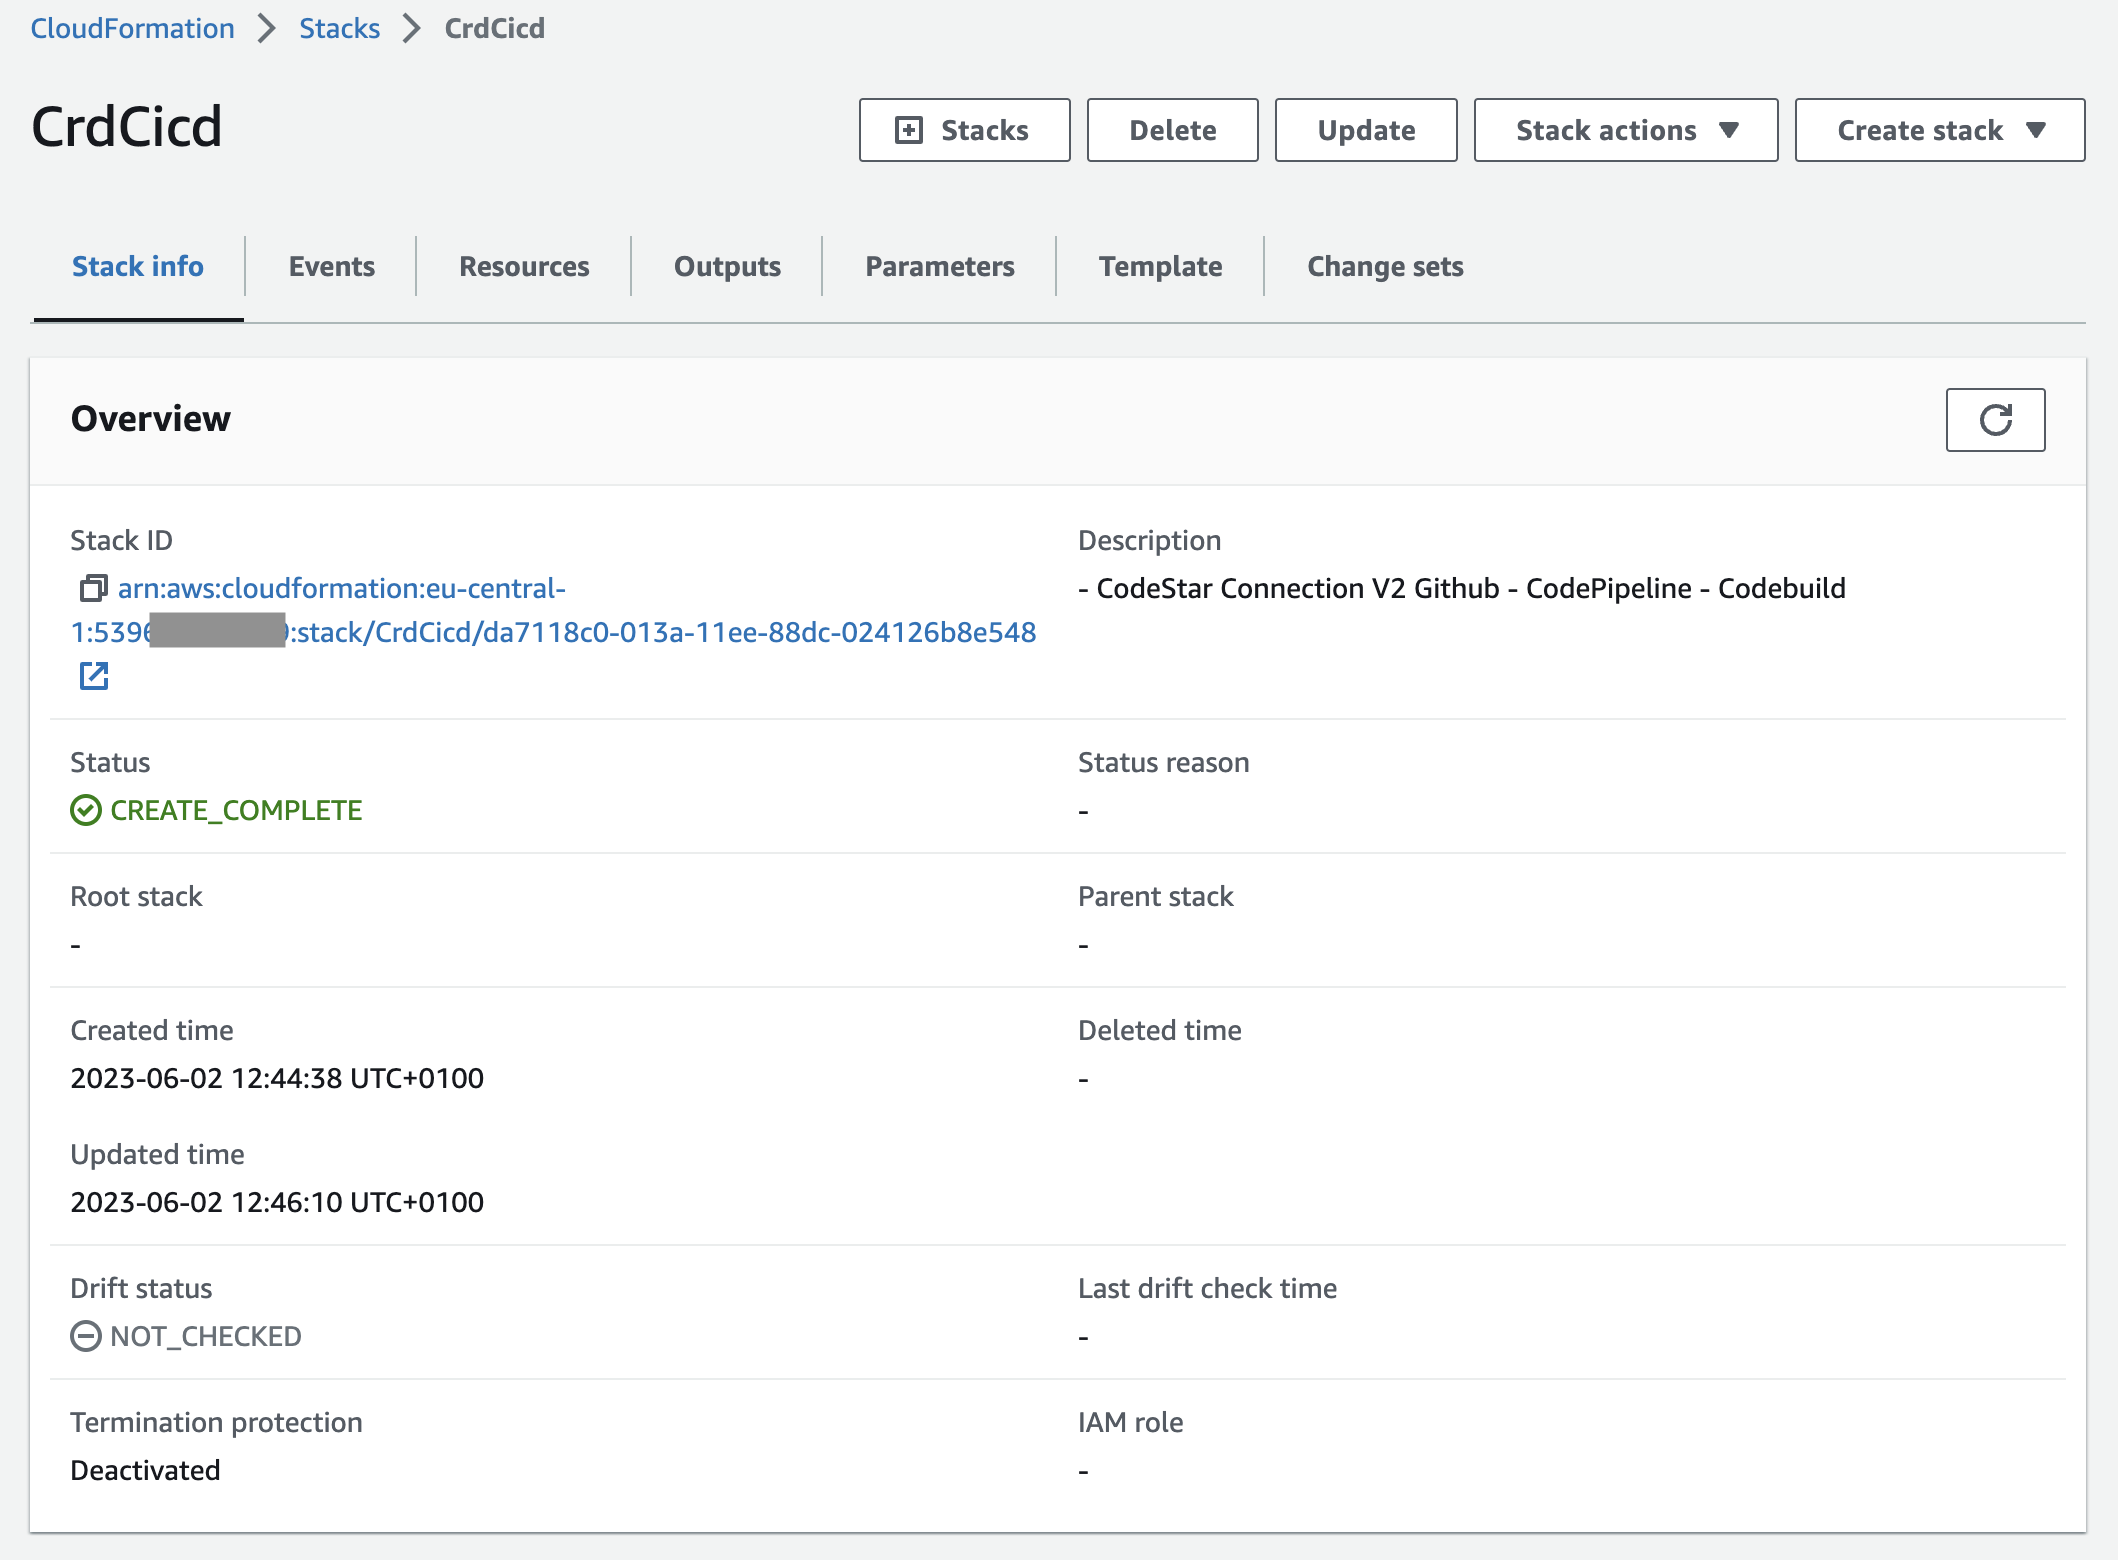 CloudFormation > Stacks > CrdCicd
CrdCicd
Stacks Delete Update Stack actions Create stack
Stack info Events Resources Outputs Parameters Template Change sets
Overview
Stack ID
arn:aws:cloudformation:eu-central-
1:539 :stack/CrdCicd/da7118c0-013a-11ee-88dc-024126b8e548
Description
- CodeStar Connection V2 Github - CodePipeline - Codebuild
Status
CREATE_COMPLETE
Status reason
-
Root stack
-
Parent stack
-
Created time
2023-06-02 12:44:38 UTC+0100
Deleted time
-
Updated time
2023-06-02 12:46:10 UTC+0100
Drift status
NOT_CHECKED
Last drift check time
-
Termination protection
Deactivated
IAM role
-